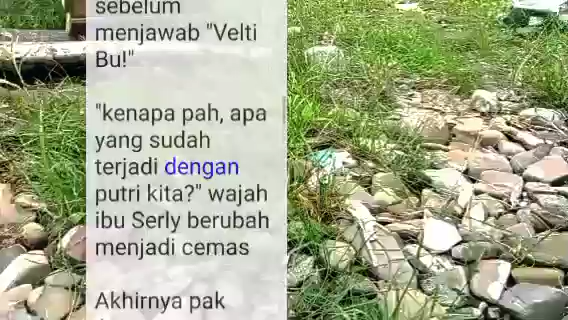 sebelum
menjawab "Velti
Bu!"
"kenapa pah, apa
yang sudah
terjadi dengan
putri kita?" wajah
ibu Serly berubah
menjadi cemas
Akhirnya pak